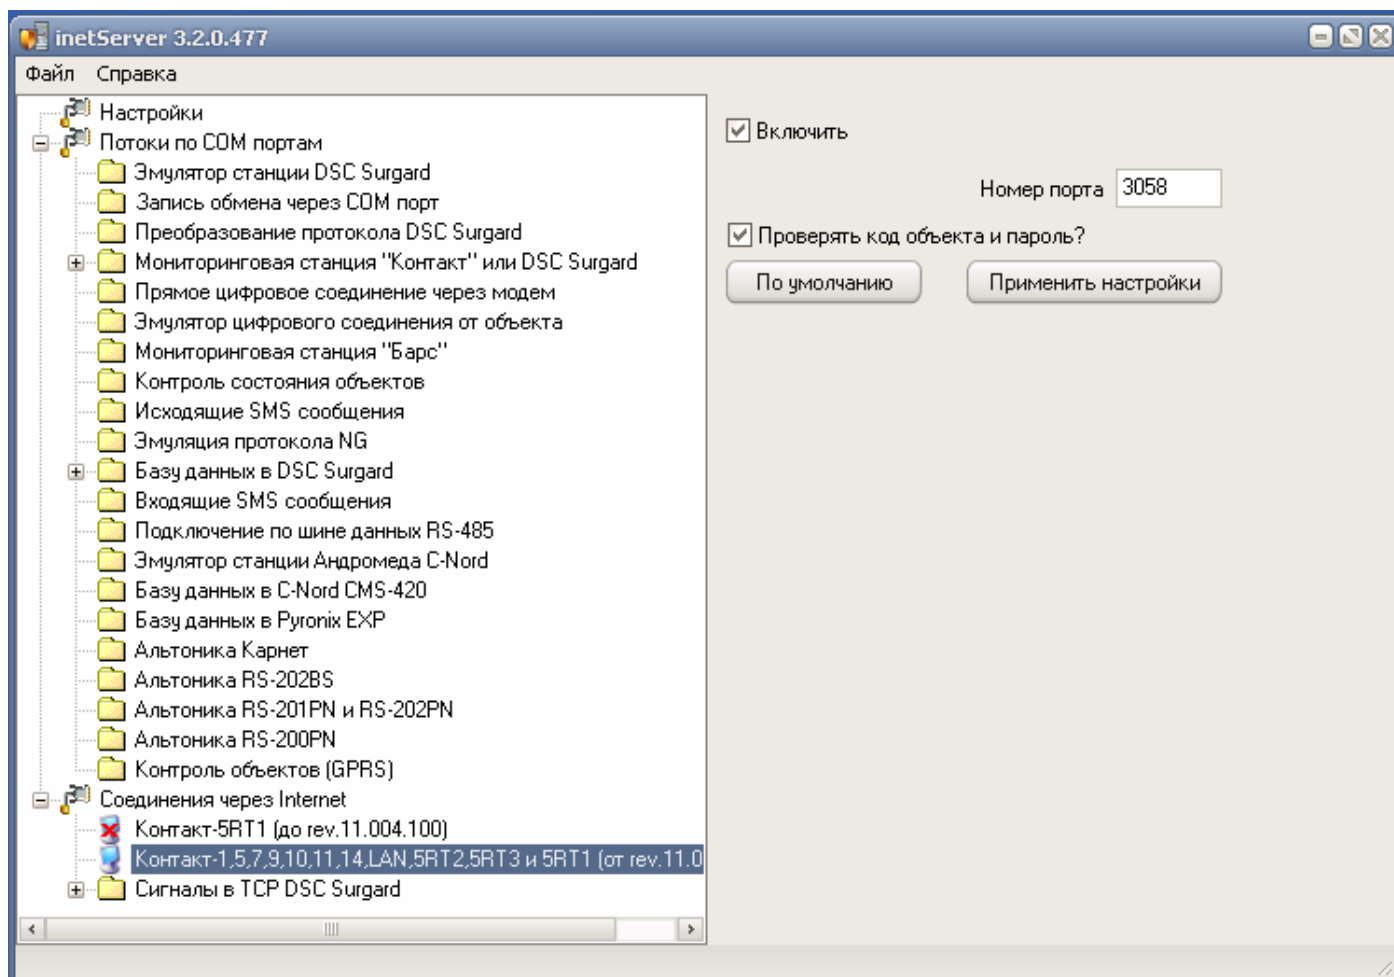 inetServer 3.2.0.477
Файл Справка
Настройки
Потоки по COM портам
Эмулятор станции DSC Surgard
Запись обмена через COM порт
Преобразование протокола DSC Surgard
Мониторинговая станция "Контакт" или DSC Surgard
Прямое цифровое соединение через модем
Эмулятор цифрового соединения от объекта
Мониторинговая станция "Барс"
Контроль состояния объектов
Исходящие SMS сообщения
Эмуляция протокола NG
Базу данных в DSC Surgard
Входящие SMS сообщения
Подключение по шине данных RS-485
Эмулятор станции Андромеда C-Nord
Базу данных в C-Nord CMS-420
Базу данных в Pyronix EXP
Альтоника Карнет
Альтоника RS-202BS
Альтоника RS-201PN и RS-202PN
Альтоника RS-200PN
Контроль объектов (GPRS)
Соединения через Internet
Контакт-5RT1 (до rev.11.004.100)
Контакт-1,5,7,9,10,11,14,LAN,5RT2,5RT3 и 5RT1 (от rev.11.0
Сигналы в TCP DSC Surgard
Включить
Номер порта 3058
Проверять код объекта и пароль?
По умолчанию Применить настройки